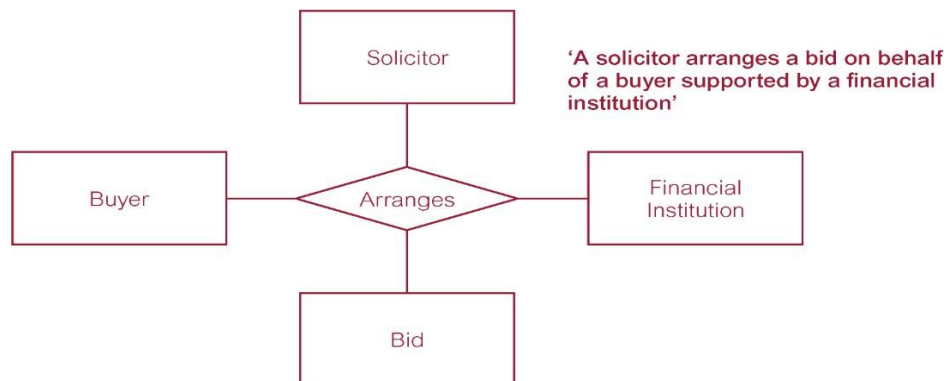 Solicitor
'A solicitor arranges a bid on behalf
of a buyer supported by a financial
institution'
Buyer
Arranges
Financial
Institution
Bid